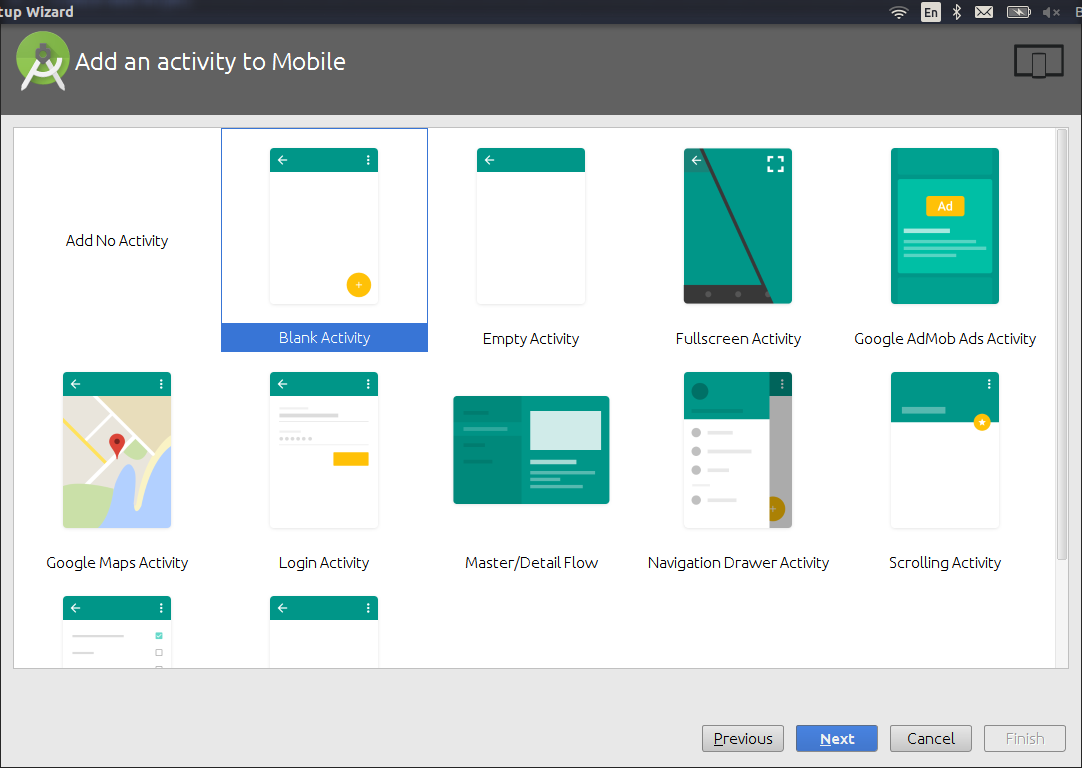 tup Wizard
En
Add an activity to Mobile
Add No Activity
Blank Activity
Empty Activity
Fullscreen Activity
Ad
Google AdMob Ads Activity
Google Maps Activity
Login Activity
Master/Detail Flow
Navigation Drawer Activity
Scrolling Activity
Previous
Next
Cancel
Finish